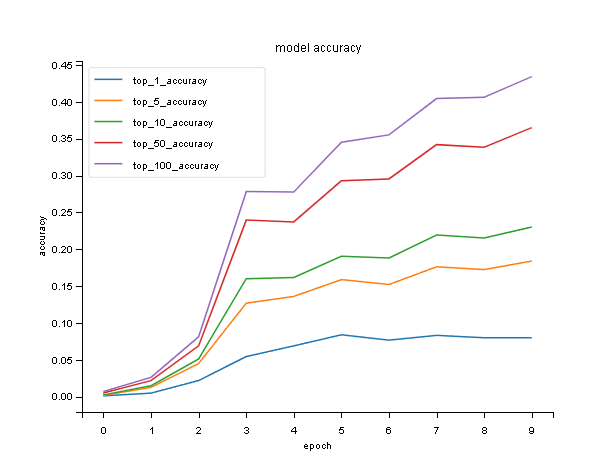 model accuracy
0.45
0.40
0.35
0.30
0.25
0.20
0.15
0.10
0.05
0.00
accuracy
top_1_accuracy
top_5_accuracy
top_10_accuracy
top_50_accuracy
top_100_accuracy
0 1 2 3 4 5 6 7 8 9
epoch